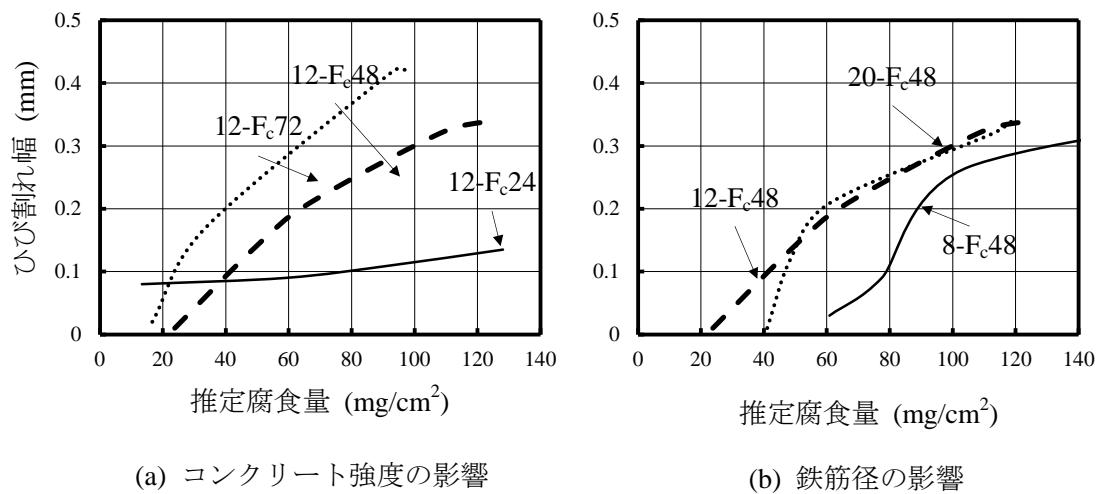 ひび割れ幅 (mm)
0.5
0.4
0.3
0.2
0.1
0
0 20 40 60 80 100 120 140
12-Fc48
12-Fc72
12-Fc24
推定腐食量 (mg/cm²)
(a) コンクリート強度の影響
0.5
0.4
0.3
0.2
0.1
0
0 20 40 60 80 100 120 140
20-Fc48
12-Fc48
8-Fc48
推定腐食量 (mg/cm²)
(b) 鉄筋径の影響